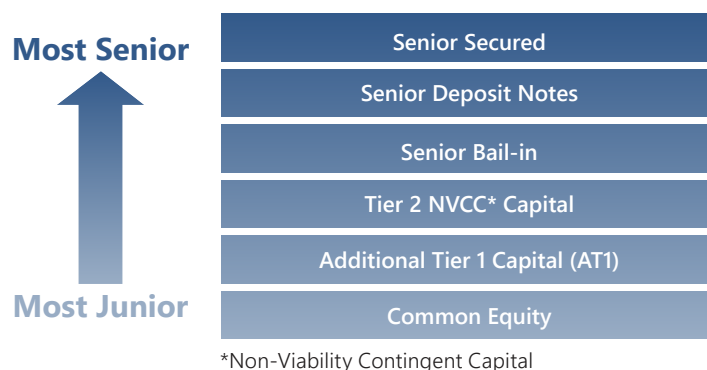 Most Senior
Senior Secured
Senior Deposit Notes
Senior Bail-in
Tier 2 NVCC* Capital
Additional Tier 1 Capital (AT1)
Most Junior
Common Equity
*Non-Viability Contingent Capital